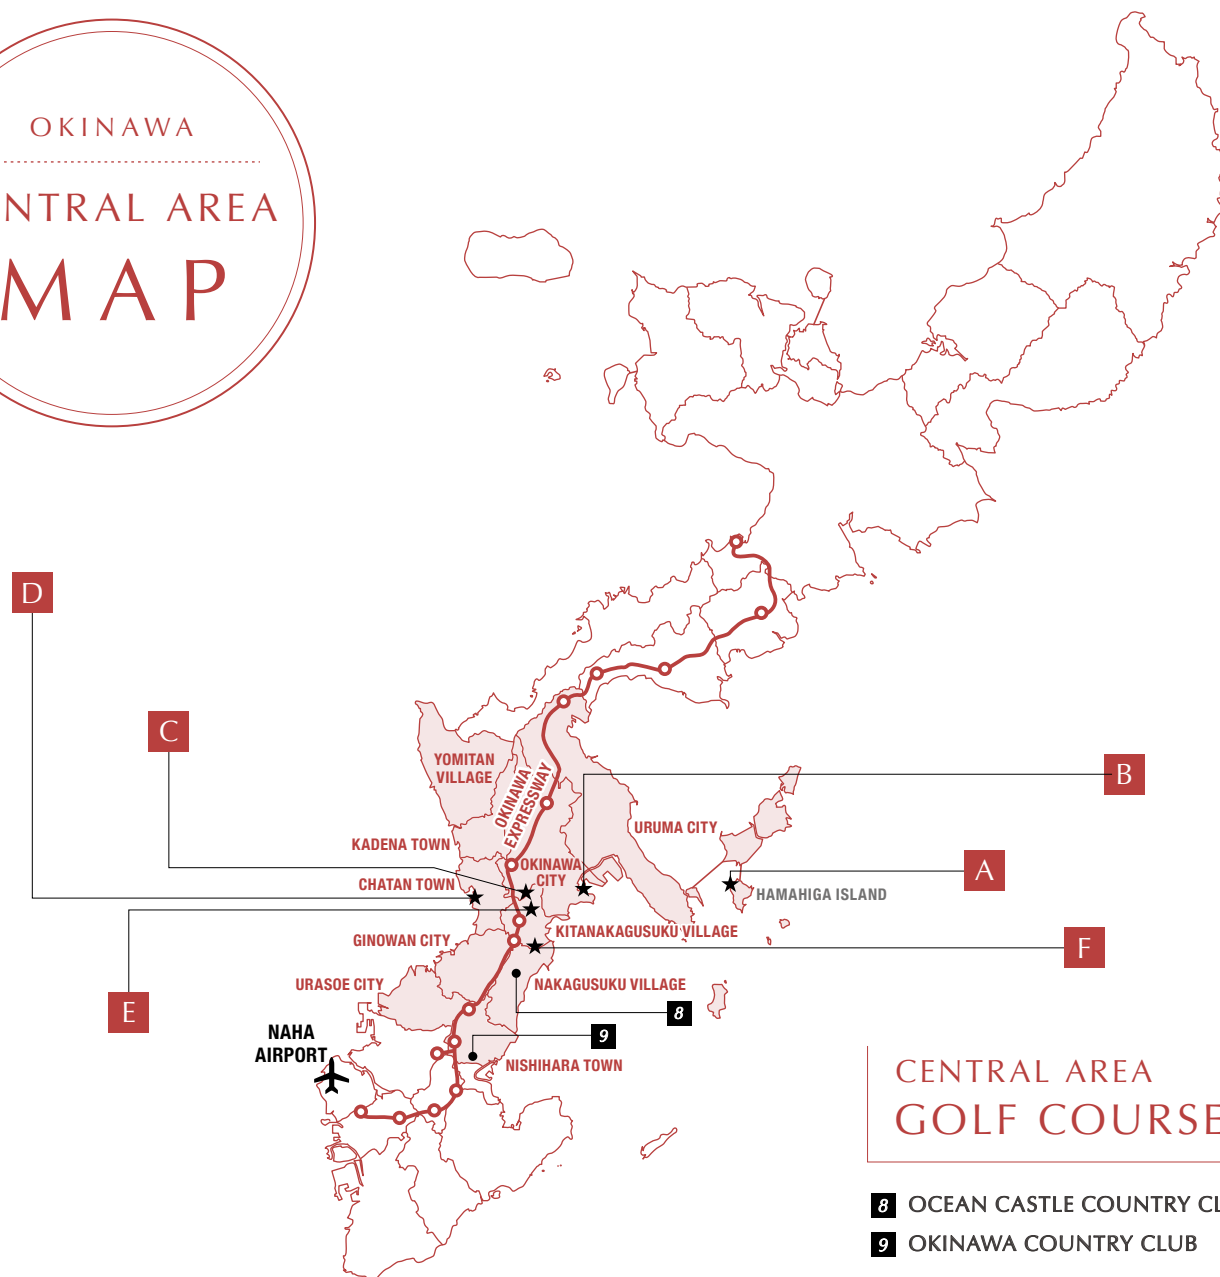 OKINAWA
NTRAL AREA
MAP
D
C
B
A
F
E
YOMITAN
VILLAGE
OKINAWA
EXPRESSWAY
KADENA TOWN
URUMA CITY
OKINAWA
CITY
CHATAN TOWN
HAMAHIGA ISLAND
KITANAKAGUSUKU VILLAGE
GINOWAN CITY
URASOE CITY
NAKAGUSUKU VILLAGE
8
9
NAHA
AIRPORT
NISHIHARA TOWN
CENTRAL AREA
GOLF COURSE
8 OCEAN CASTLE COUNTRY CL
9 OKINAWA COUNTRY CLUB